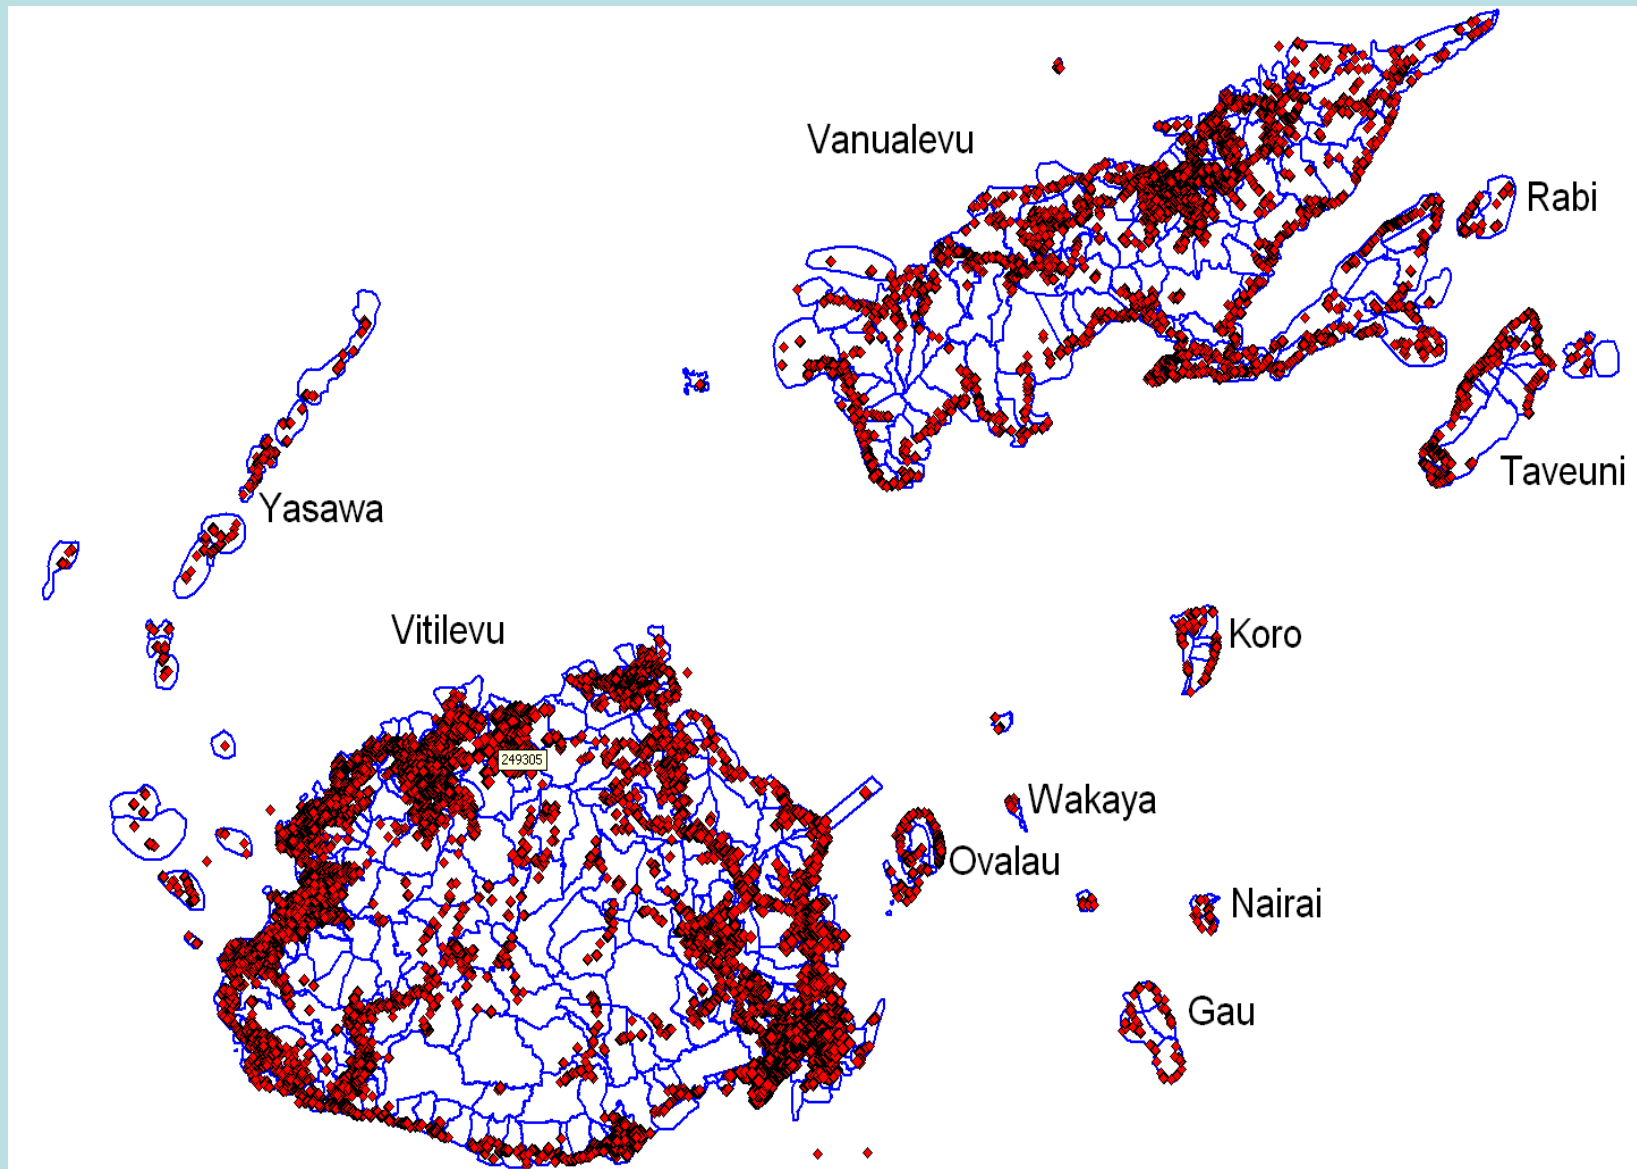 Vanualevu
Rabi
Taveuni
Yasawa
Vitilevu
Koro
249305
Wakaya
Ovalau
Nairai
Gau